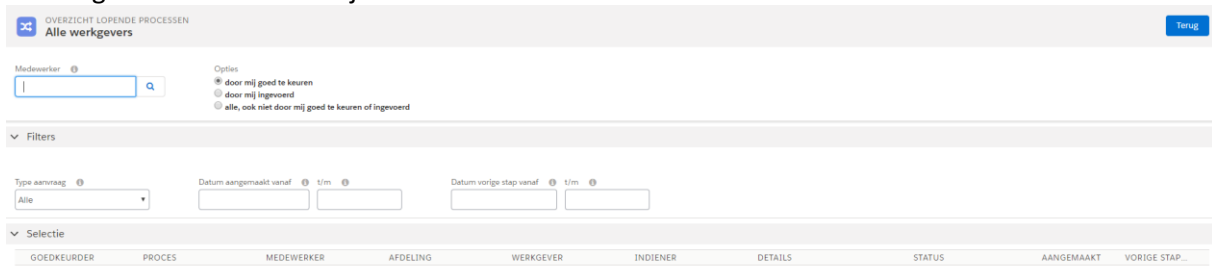 OVERZICHT LOPENDE PROCESSEN
Alle werkgevers
Terug
Medewerker
Opties
door mij goed te keuren
door mij ingevoerd
alle, ook niet door mij goed te keuren of ingevoerd
Filters
Type aanvraag Datum aangemaakt vanaf t/m Datum vorige stap vanaf t/m
Alle
Selectie
GOEDKEURDER PROCES MEDEWERKER AFDELING WERKGEVER INDIENER DETAILS STATUS AANGEMAAKT VORIGE STAP...